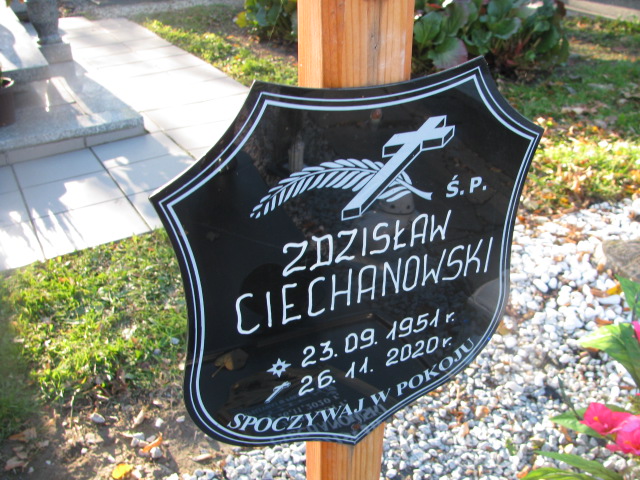 Ś.P.
ZDZISŁAW
CIECHANOWSKI
23. 09. 1951 r.
26. 11. 2020 r.
SPOCZYWAJ W POKOJU